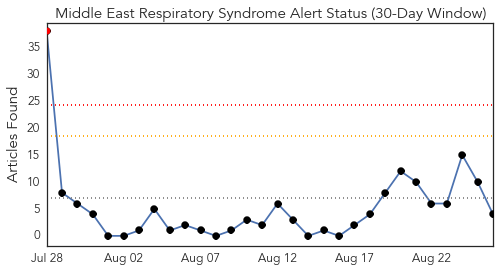 Middle East Respiratory Syndrome Alert Status (30-Day Window)
Articles Found
35
30
25
20
15
10
5
0
Jul 28
Aug 02
Aug 07
Aug 12
Aug 17
Aug 22